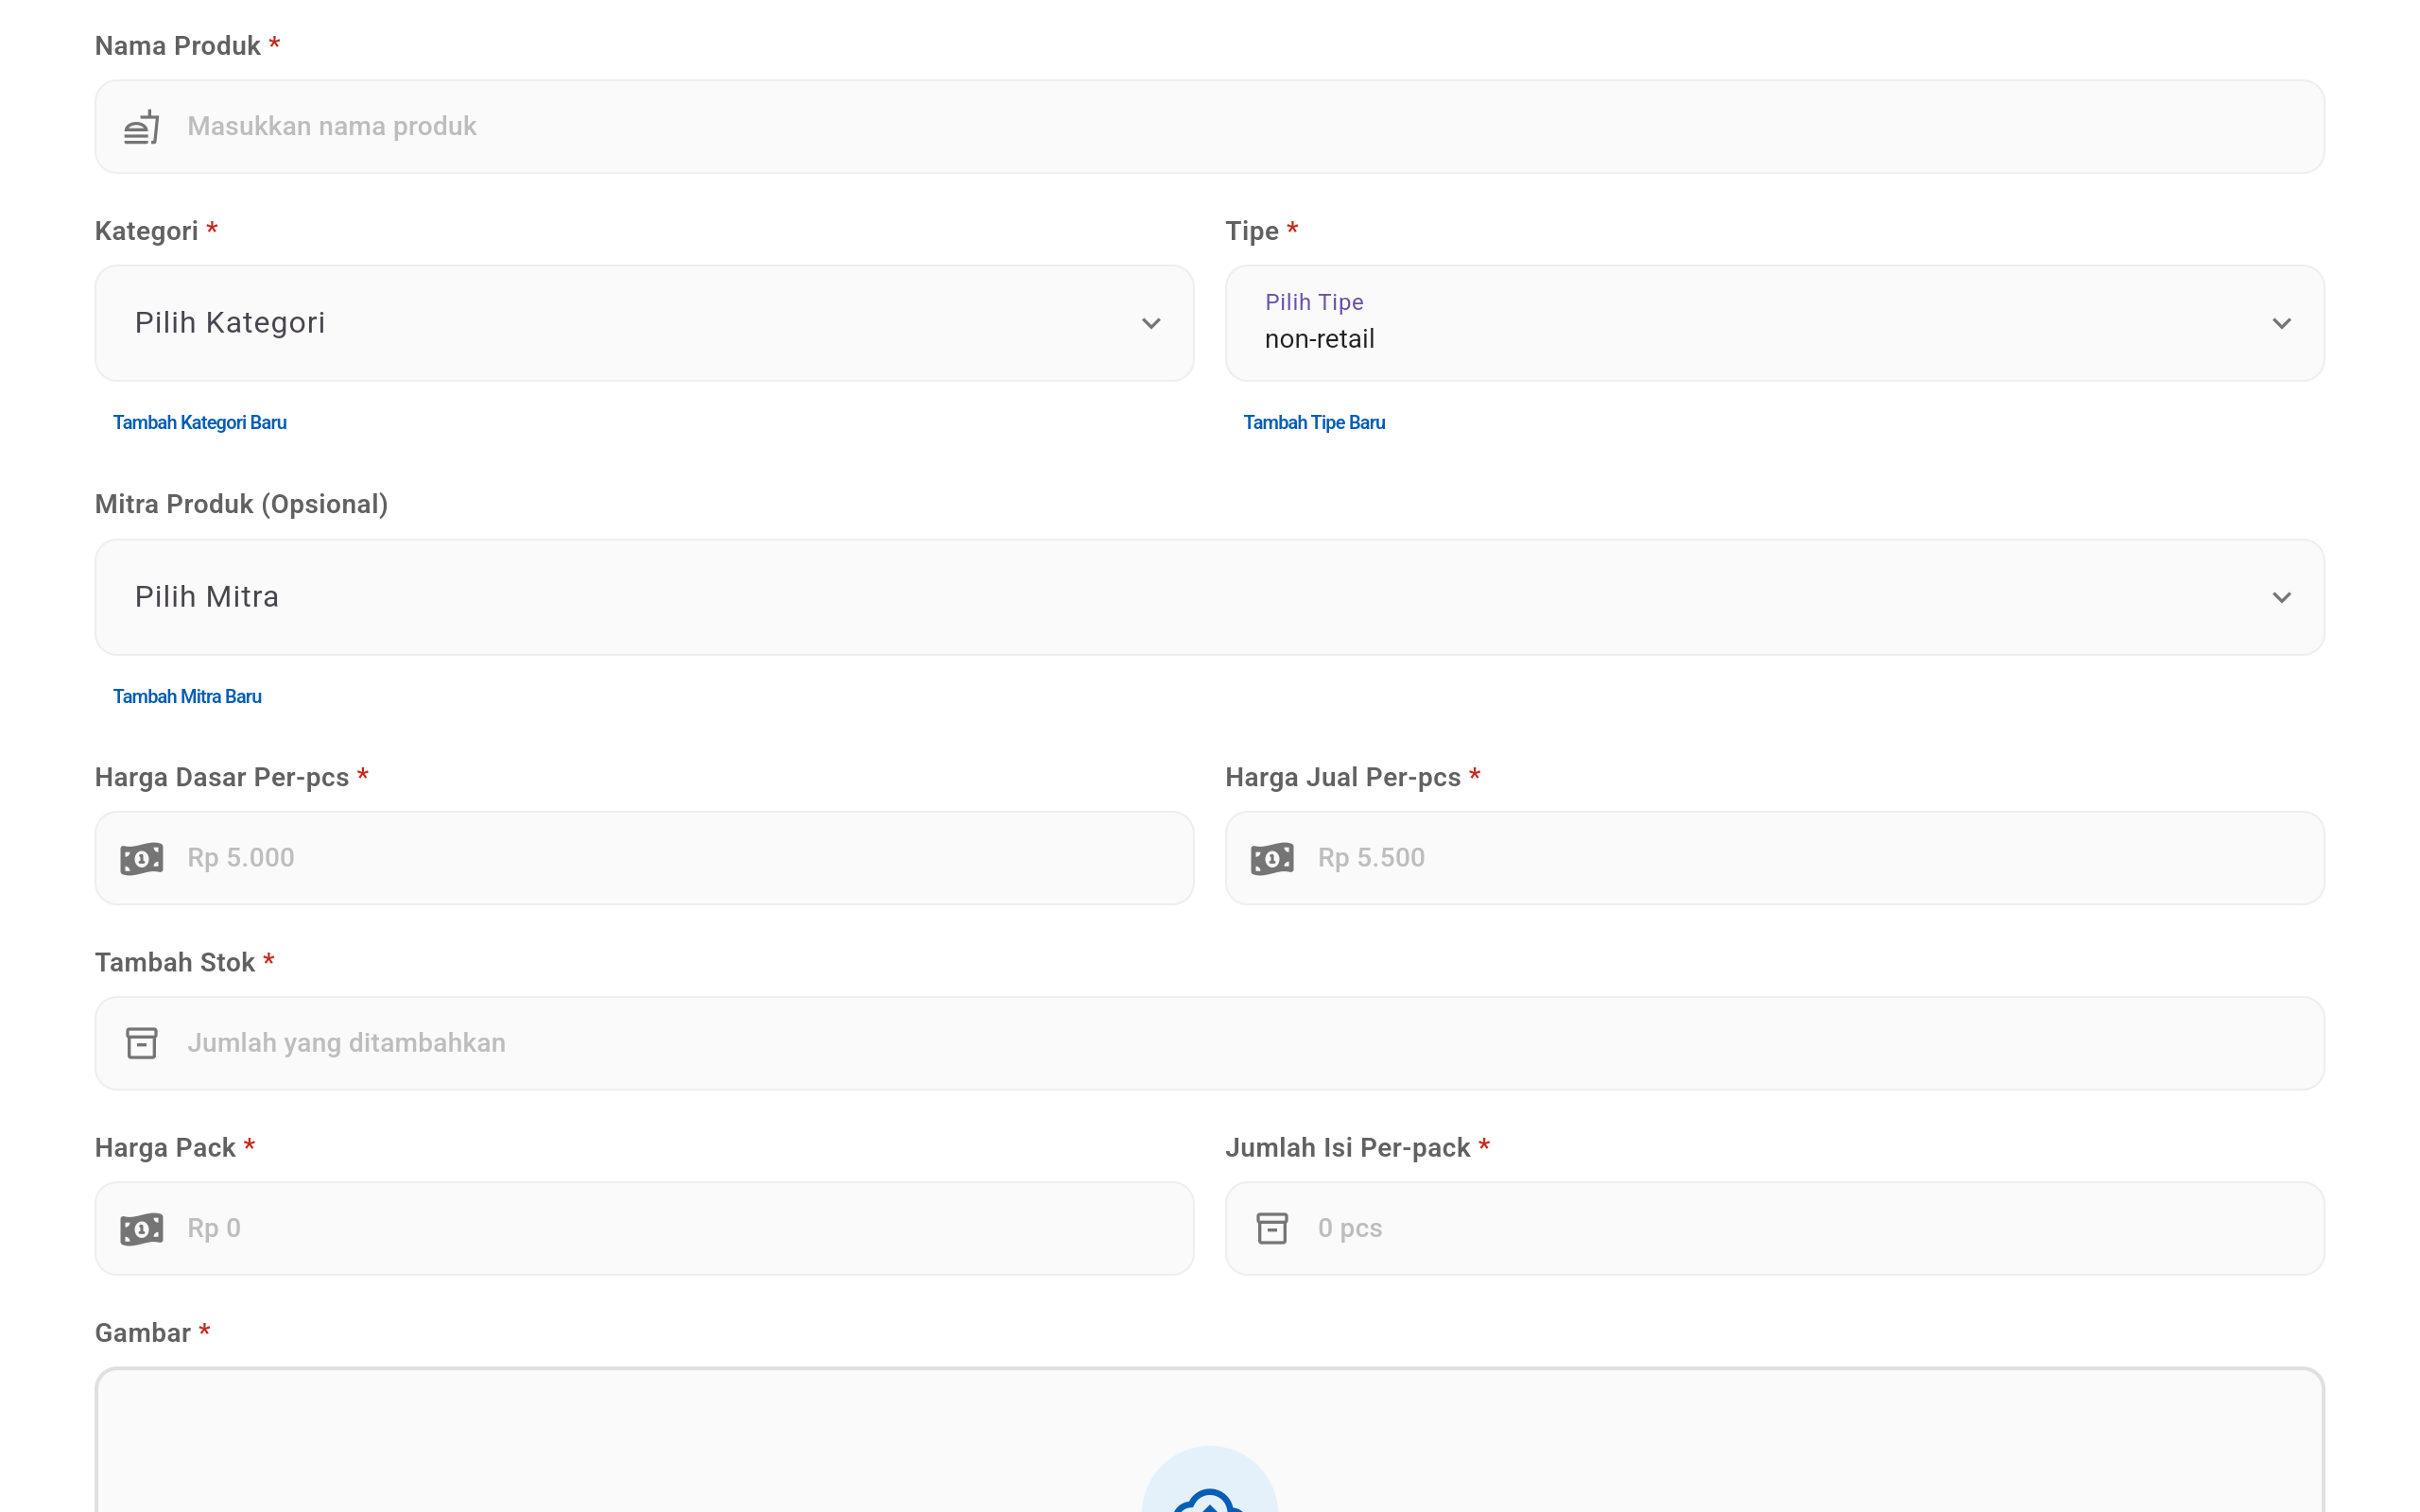 Nama Produk *
Masukkan nama produk
Kategori *
Tipe *
Pilih Kategori
Pilih Tipe
non-retail
Tambah Kategori Baru
Tambah Tipe Baru
Mitra Produk (Opsional)
Pilih Mitra
Tambah Mitra Baru
Harga Dasar Per-pcs *
Harga Jual Per-pcs *
Rp 5.000
Rp 5.500
Tambah Stok *
Jumlah yang ditambahkan
Harga Pack *
Jumlah Isi Per-pack *
Rp 0
0 pcs
Gambar *